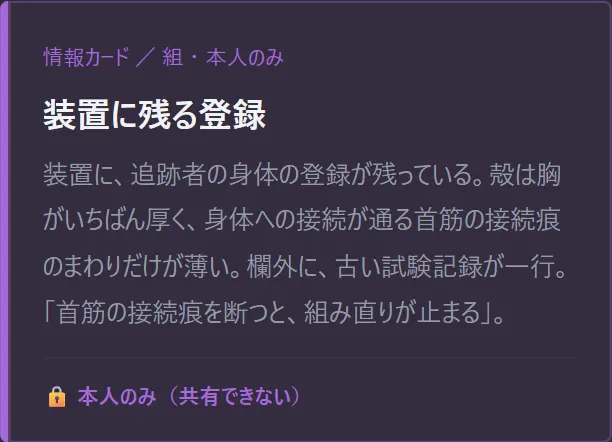 情報カード ／ 組 · 本人のみ
装置に残る登録
装置に、追跡者の身体の登録が残っている。殻は胸
がいちばん厚く、身体への接続が通る首筋の接続痕
のまわりだけが薄い。欄外に、古い試験記録が一行。
「首筋の接続痕を断つと、組み直りが止まる」。
🔒 本人のみ（共有できない）